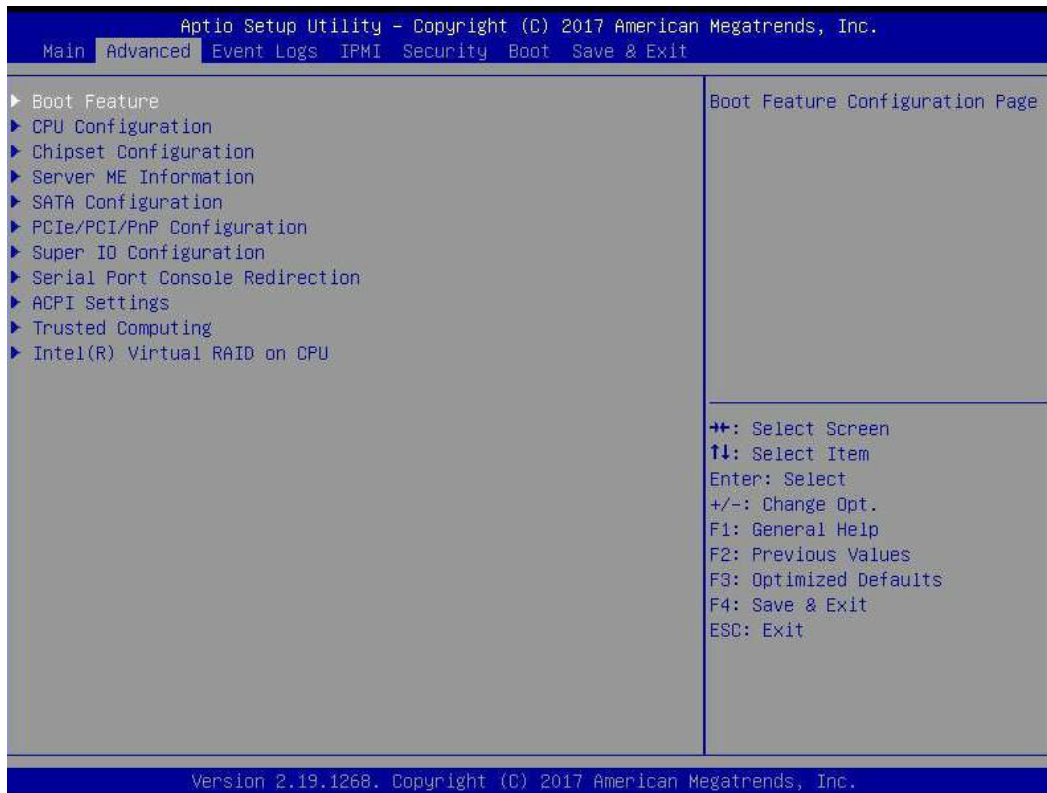 Aptio Setup Utility – Copyright (C) 2017 American Megatrends, Inc.
Main Advanced Event Logs IPMI Security Boot Save & Exit
▶ Boot Feature
▶ CPU Configuration
▶ Chipset Configuration
▶ Server ME Information
▶ SATA Configuration
▶ PCIe/PCI/PnP Configuration
▶ Super IO Configuration
▶ Serial Port Console Redirection
▶ ACPI Settings
▶ Trusted Computing
▶ Intel(R) Virtual RAID on CPU
Boot Feature Configuration Page
→←: Select Screen
↑↓: Select Item
Enter: Select
+/-: Change Opt.
F1: General Help
F2: Previous Values
F3: Optimized Defaults
F4: Save & Exit
ESC: Exit
Version 2.19.1268. Copyright (C) 2017 American Megatrends, Inc.